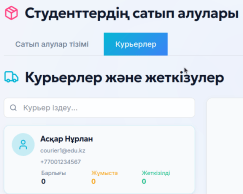 Студенттердің сатып алулары
Сатып алулар тізімі Курьерлер
Курьерлер және жеткізулер
Курьер іздеу...
Асқар Нұрлан
courier1@edu.kz
+77001234567
Барлығы Жұмыста Жеткізілді
0 0 0